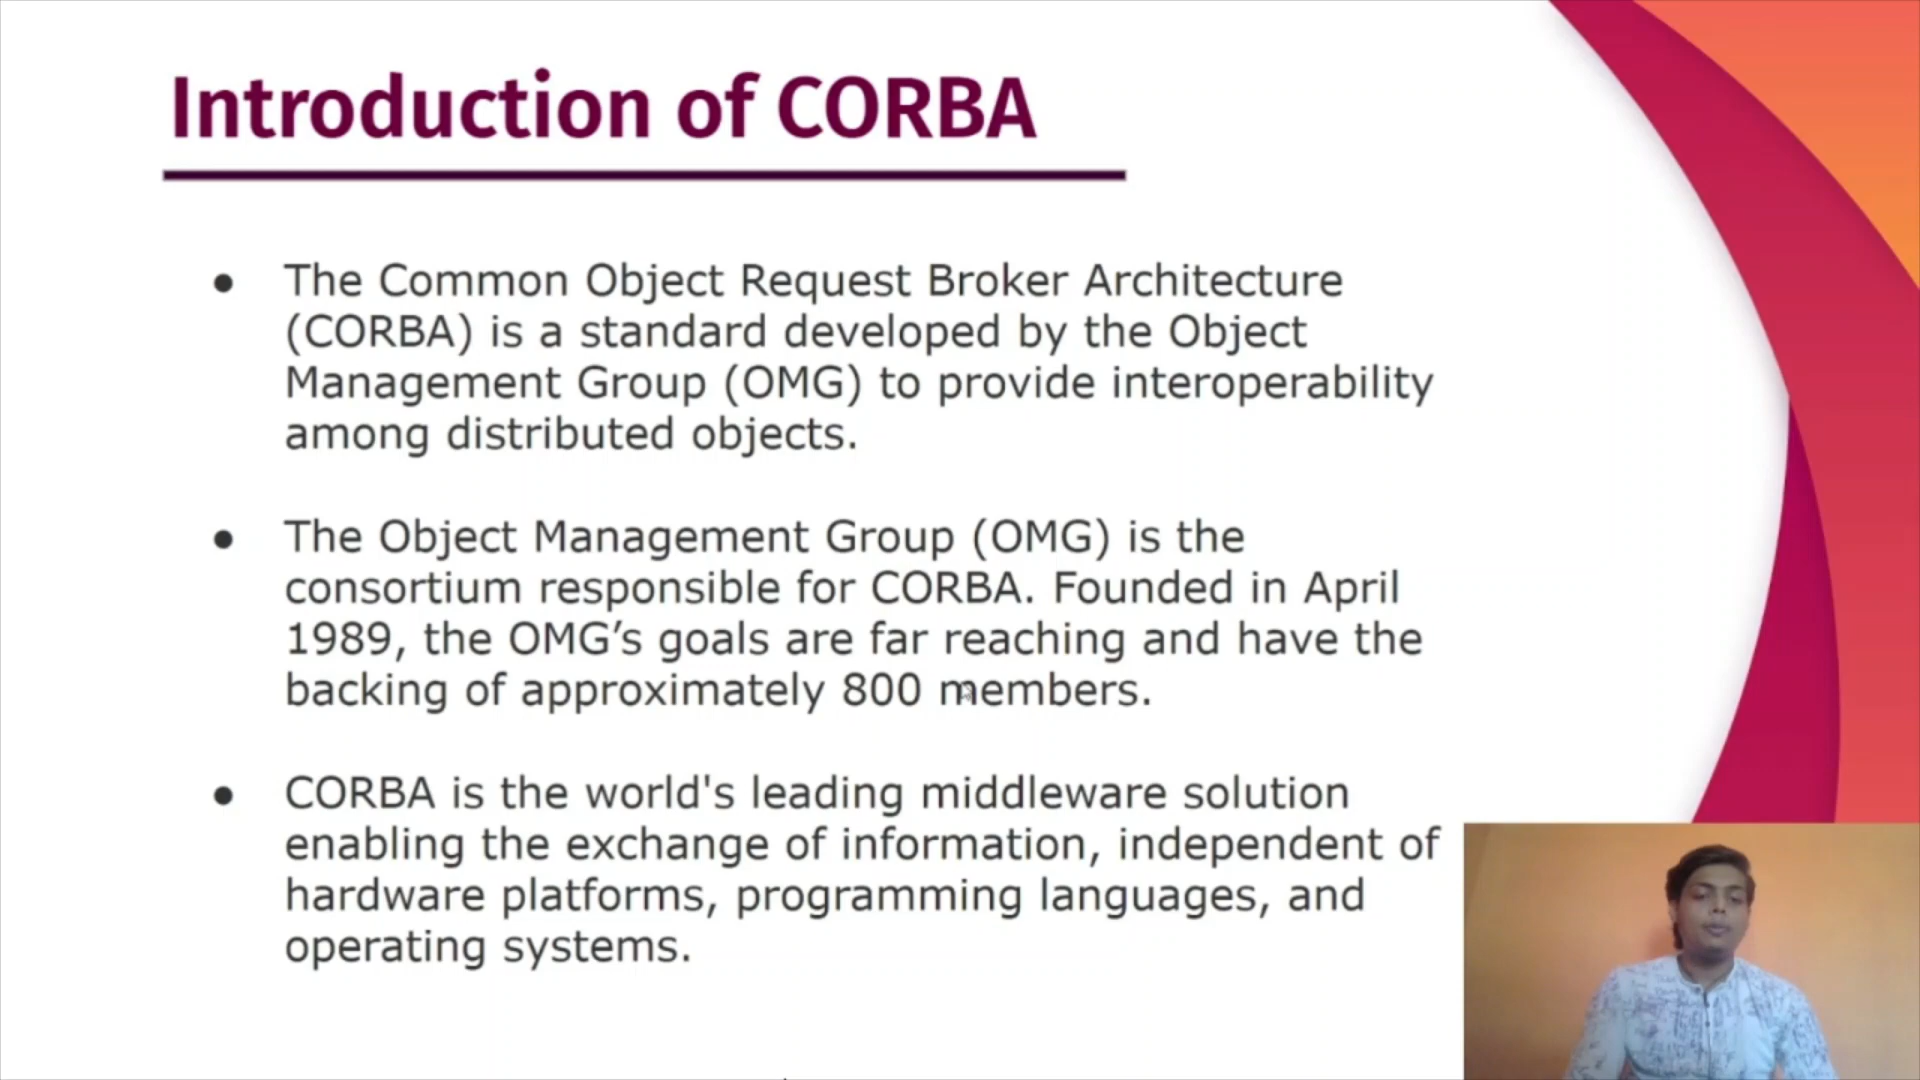 Introduction of CORBA
● The Common Object Request Broker Architecture
(CORBA) is a standard developed by the Object
Management Group (OMG) to provide interoperability
among distributed objects.
● The Object Management Group (OMG) is the
consortium responsible for CORBA. Founded in April
1989, the OMG’s goals are far reaching and have the
backing of approximately 800 members.
● CORBA is the world's leading middleware solution
enabling the exchange of information, independent of
hardware platforms, programming languages, and
operating systems.